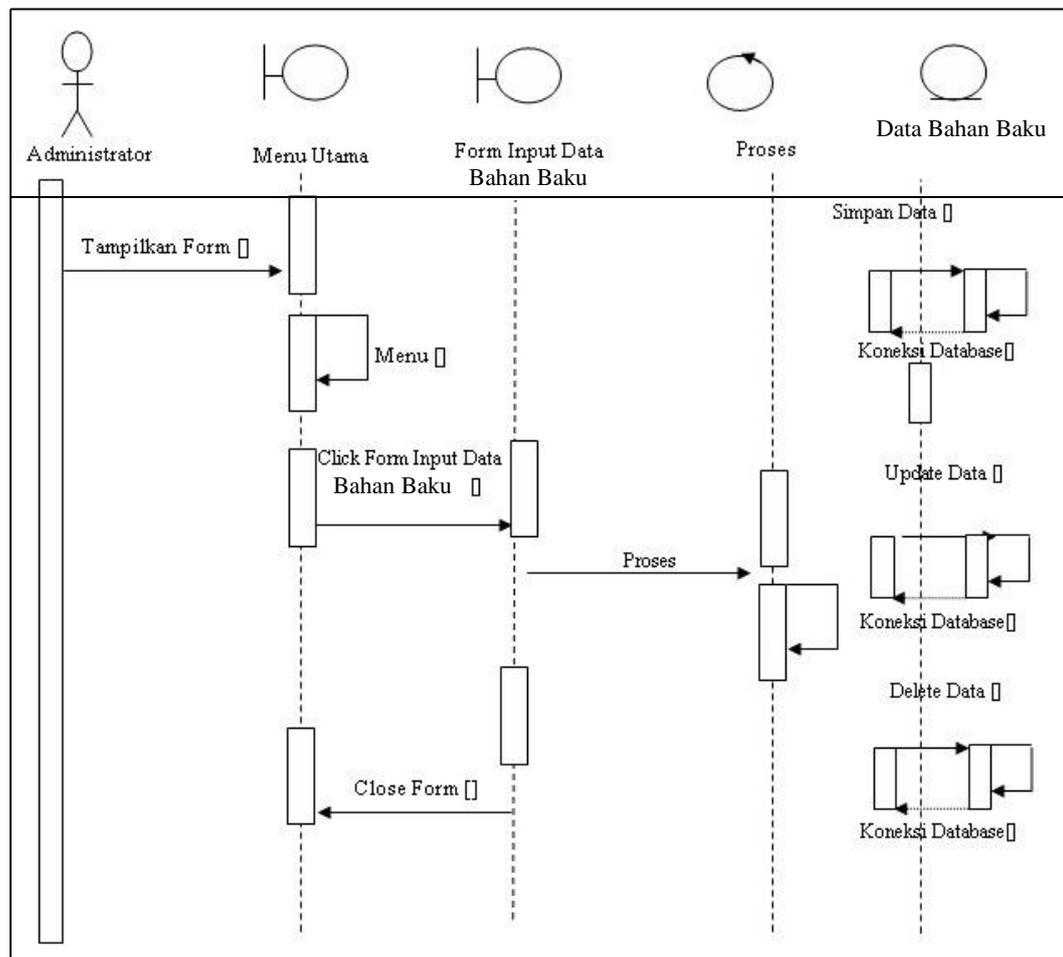 Administrator
Menu Utama
Form Input Data
Bahan Baku
Proses
Data Bahan Baku
Simpan Data []
Tampilkan Form []
Koneksi Database[]
Menu []
Click Form Input Data
Bahan Baku []
Update Data []
Proses
Koneksi Database[]
Delete Data []
Close Form []
Koneksi Database[]